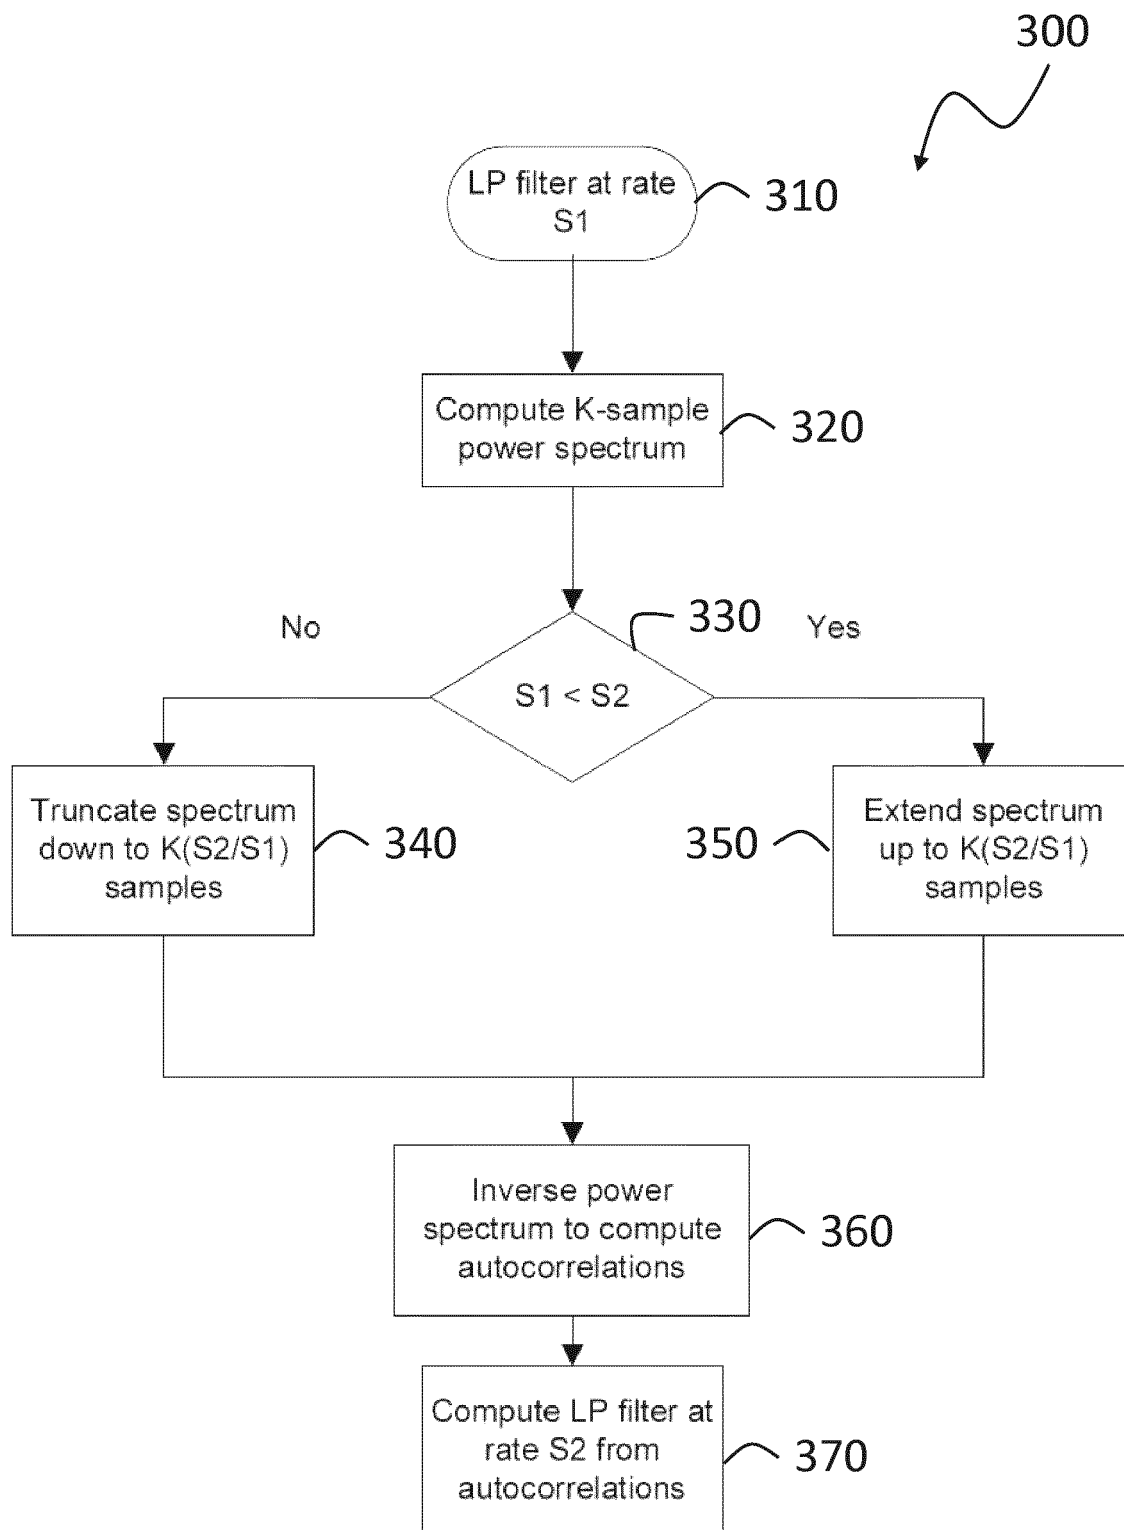 300
LP filter at rate
S1
310
Compute K-sample
power spectrum
320
330
No
Yes
S1 < S2
Truncate spectrum
down to K(S2/S1)
samples
340
350
Extend spectrum
up to K(S2/S1)
samples
Inverse power
spectrum to compute
autocorrelations
360
Compute LP filter at
rate S2 from
autocorrelations
370